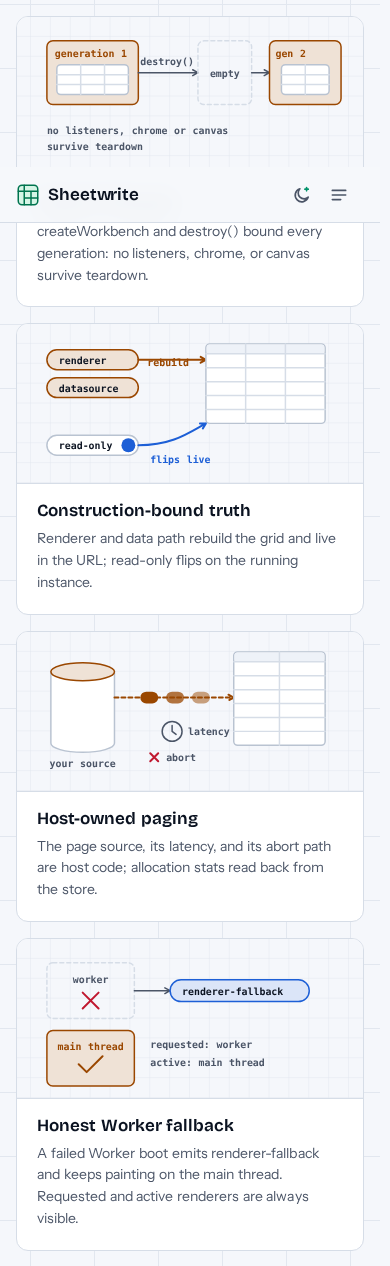 generation 1
destroy()
empty
gen 2
no listeners, chrome or canvas
survive teardown
Sheetwrite
createWorkbench and destroy() bound every
generation: no listeners, chrome, or canvas
survive teardown.
renderer
rebuild
datasource
read-only
flips live
Construction-bound truth
Renderer and data path rebuild the grid and live
in the URL; read-only flips on the running
instance.
latency
abort
your source
Host-owned paging
The page source, its latency, and its abort path
are host code; allocation stats read back from
the store.
worker
renderer-fallback
main thread
requested: worker
active: main thread
Honest Worker fallback
A failed Worker boot emits renderer-fallback
and keeps painting on the main thread.
Requested and active renderers are always
visible.